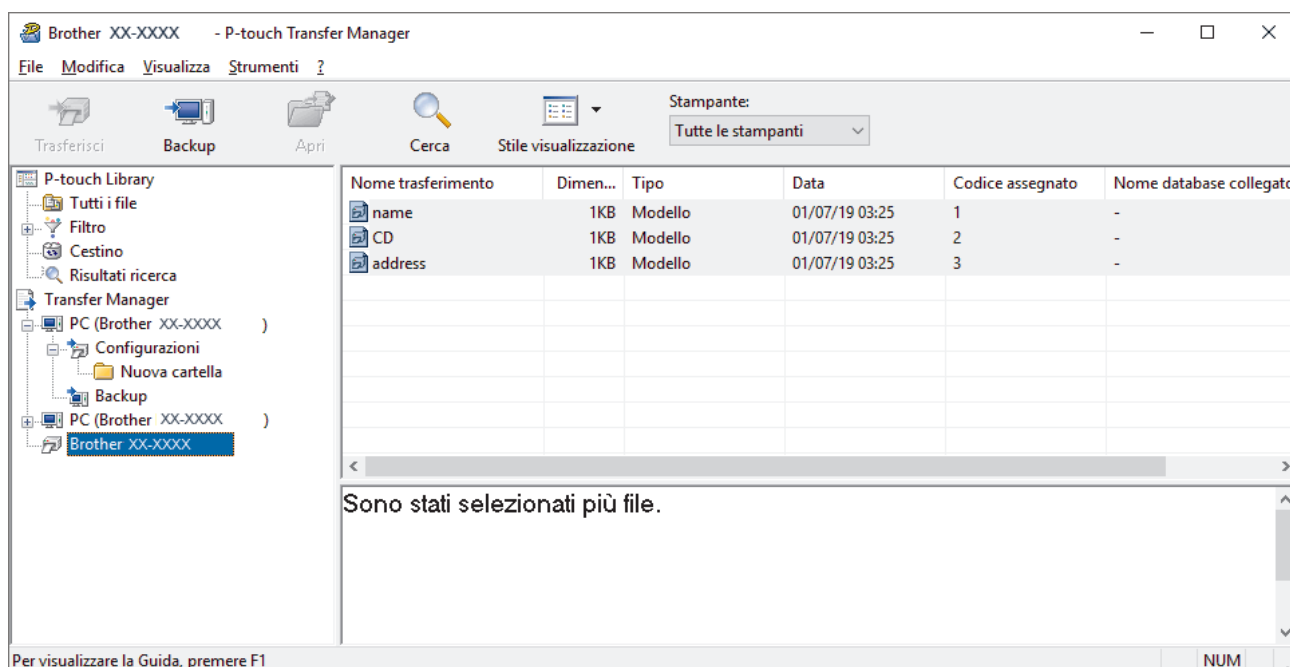 Brother XX-XXXX - P-touch Transfer Manager
File Modifica Visualizza Strumenti ?
Stampante:
Tutte le stampanti
Trasferisci Backup Apri Cerca Stile visualizzazione
P-touch Library
Tutti i file
Filtro
Cestino
Risultati ricerca
Transfer Manager
PC (Brother XX-XXXX )
Configurazioni
Nuova cartella
Backup
PC (Brother XX-XXXX )
Brother XX-XXXX
Nome trasferimento Dimen... Tipo Data Codice assegnato Nome database collegato
name 1KB Modello 01/07/19 03:25 1 -
CD 1KB Modello 01/07/19 03:25 2 -
address 1KB Modello 01/07/19 03:25 3 -
Sono stati selezionati più file.
Per visualizzare la Guida, premere F1 NUM